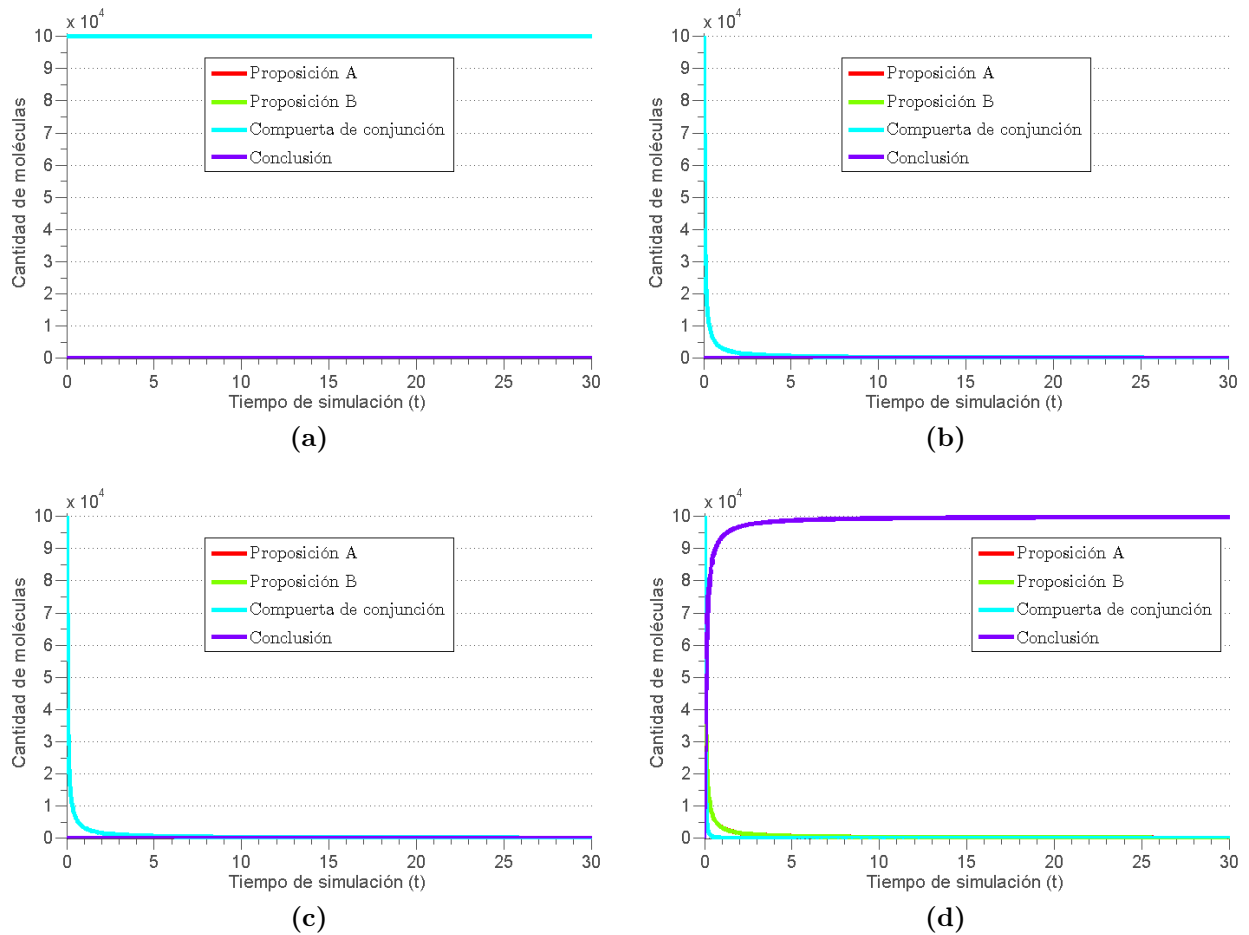 x 10^4
10
9
8
7
6
5
4
3
2
1
0
Cantidad de moléculas
Proposición A
Proposición B
Compuerta de conjunción
Conclusión
0 5 10 15 20 25 30
Tiempo de simulación (t)
(a)
x 10^4
10
9
8
7
6
5
4
3
2
1
0
Cantidad de moléculas
Proposición A
Proposición B
Compuerta de conjunción
Conclusión
0 5 10 15 20 25 30
Tiempo de simulación (t)
(b)
x 10^4
10
9
8
7
6
5
4
3
2
1
0
Cantidad de moléculas
Proposición A
Proposición B
Compuerta de conjunción
Conclusión
0 5 10 15 20 25 30
Tiempo de simulación (t)
(c)
x 10^4
10
9
8
7
6
5
4
3
2
1
0
Cantidad de moléculas
Proposición A
Proposición B
Compuerta de conjunción
Conclusión
0 5 10 15 20 25 30
Tiempo de simulación (t)
(d)